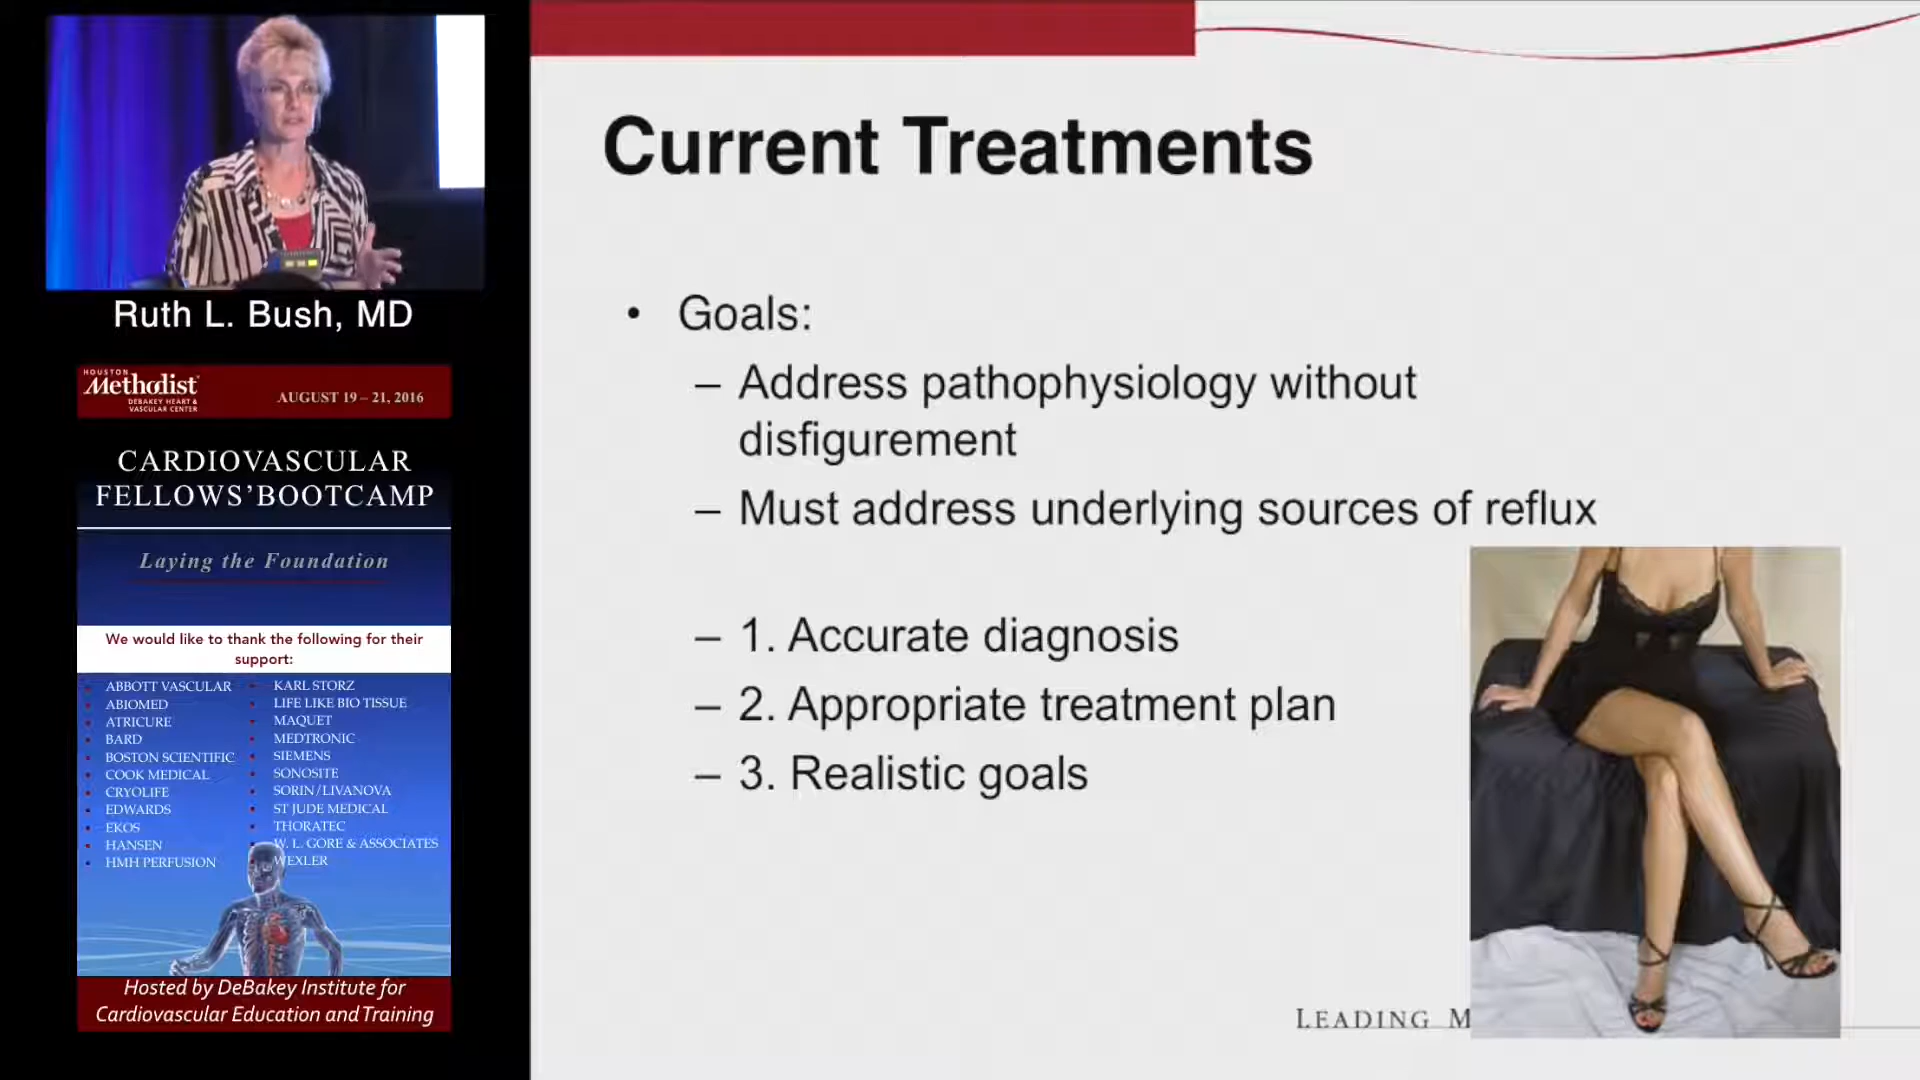 Ruth L. Bush, MD
HOUSTON
Methodist
DEBAKEY HEART &
VASCULAR CENTER
AUGUST 19 – 21, 2016
CARDIOVASCULAR
FELLOWS’BOOTCAMP
Laying the Foundation
We would like to thank the following for their
support:
• ABBOTT VASCULAR
• ABIOMED
• ATRICURE
• BARD
• BOSTON SCIENTIFIC
• COOK MEDICAL
• CRYOLIFE
• EDWARDS
• EKOS
• HANSEN
• HMH PERFUSION
• KARL STORZ
• LIFE LIKE BIO TISSUE
• MAQUET
• MEDTRONIC
• SIEMENS
• SONOSITE
• SORIN/LIVANOVA
• ST JUDE MEDICAL
• THORATEC
• W. L. GORE & ASSOCIATES
• WEXLER
Hosted by DeBakey Institute for
Cardiovascular Education and Training
Current Treatments
• Goals:
– Address pathophysiology without
disfigurement
– Must address underlying sources of reflux
– 1. Accurate diagnosis
– 2. Appropriate treatment plan
– 3. Realistic goals
LEADING M